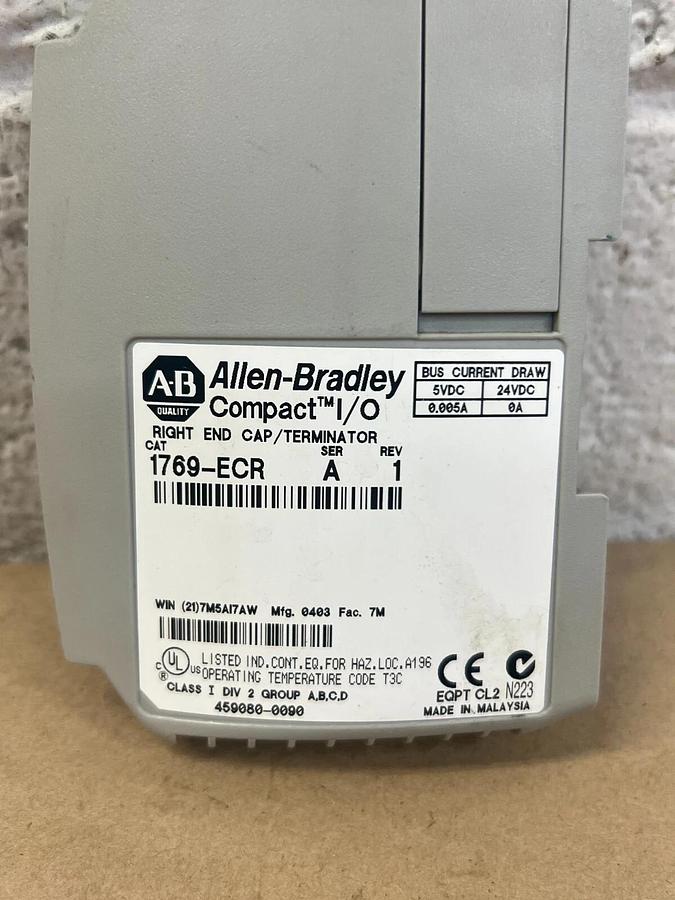 A-B
QUALITY
Allen-Bradley
Compact™ I/O
BUS CURRENT DRAW
5VDC 24VDC
0.005A 0A
RIGHT END CAP/TERMINATOR
CAT SER REV
1769-ECR A 1
WIN (21)7M5AI7AW Mfg. 0403 Fac. 7M
c UL US ® LISTED IND.CONT.EQ.FOR HAZ.LOC.A196
OPERATING TEMPERATURE CODE T3C
CLASS I DIV 2 GROUP A,B,C,D
459080-0090
CE
EQPT CL2 N223
MADE IN MALAYSIA